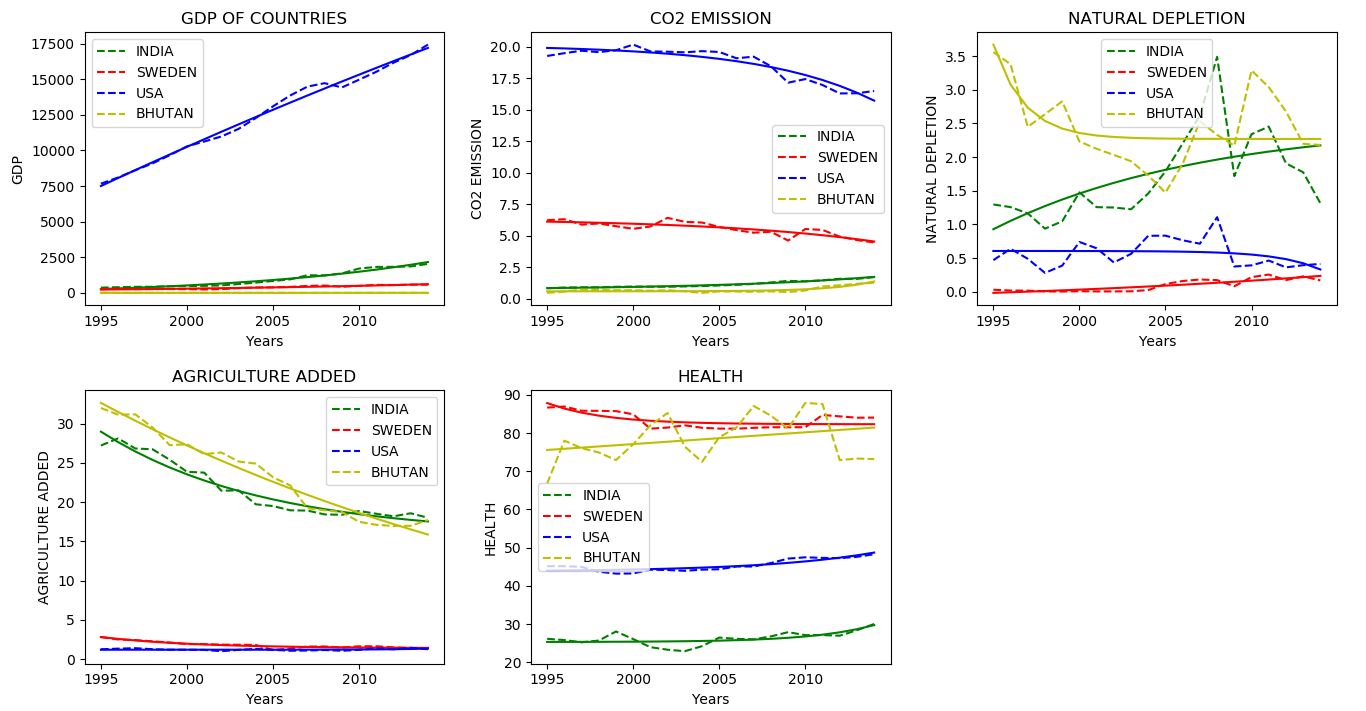 GDP OF COUNTRIES
GDP
17500
15000
12500
10000
7500
5000
2500
0
INDIA
SWEDEN
USA
BHUTAN
1995 2000 2005 2010
Years
CO2 EMISSION
CO2 EMISSION
20.0
17.5
15.0
12.5
10.0
7.5
5.0
2.5
0.0
INDIA
SWEDEN
USA
BHUTAN
1995 2000 2005 2010
Years
NATURAL DEPLETION
NATURAL DEPLETION
3.5
3.0
2.5
2.0
1.5
1.0
0.5
0.0
INDIA
SWEDEN
USA
BHUTAN
1995 2000 2005 2010
Years
AGRICULTURE ADDED
AGRICULTURE ADDED
30
25
20
15
10
5
0
INDIA
SWEDEN
USA
BHUTAN
1995 2000 2005 2010
Years
HEALTH
HEALTH
90
80
70
60
50
40
30
20
INDIA
SWEDEN
USA
BHUTAN
1995 2000 2005 2010
Years